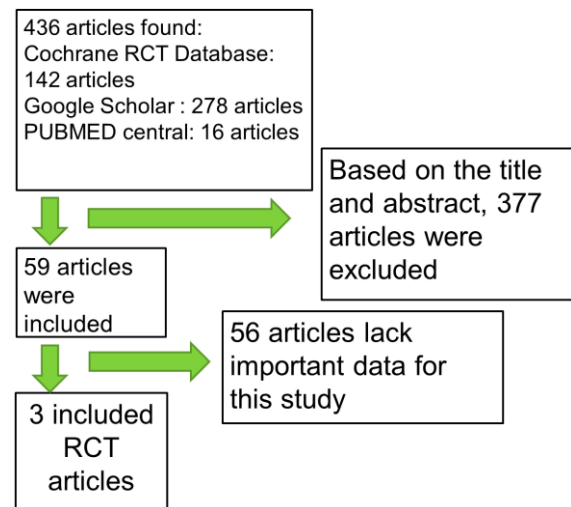 436 articles found:
Cochrane RCT Database:
142 articles
Google Scholar : 278 articles
PUBMED central: 16 articles
Based on the title
and abstract, 377
articles were
excluded
59 articles
were
included
56 articles lack
important data for
this study
3 included
RCT
articles